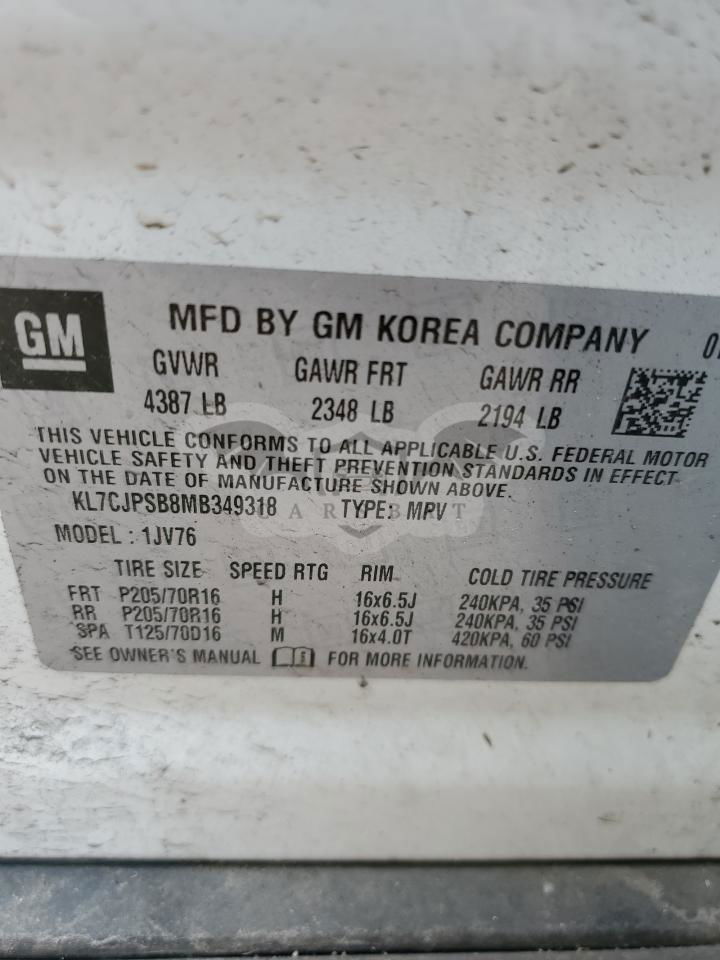 GM
MFD BY GM KOREA COMPANY
GVWR GAWR FRT GAWR RR
4387 LB 2348 LB 2194 LB
THIS VEHICLE CONFORMS TO ALL APPLICABLE U.S. FEDERAL MOTOR
VEHICLE SAFETY AND THEFT PREVENTION STANDARDS IN EFFECT
ON THE DATE OF MANUFACTURE SHOWN ABOVE.
KL7CJPSB8MB349318 TYPE: MPV
MODEL : 1JV76
TIRE SIZE SPEED RTG RIM COLD TIRE PRESSURE
FRT P205/70R16 H 16x6.5J 240KPA, 35 PSI
RR P205/70R16 H 16x6.5J 240KPA, 35 PSI
SPA T125/70D16 M 16x4.0T 420KPA, 60 PSI
SEE OWNER'S MANUAL FOR MORE INFORMATION.